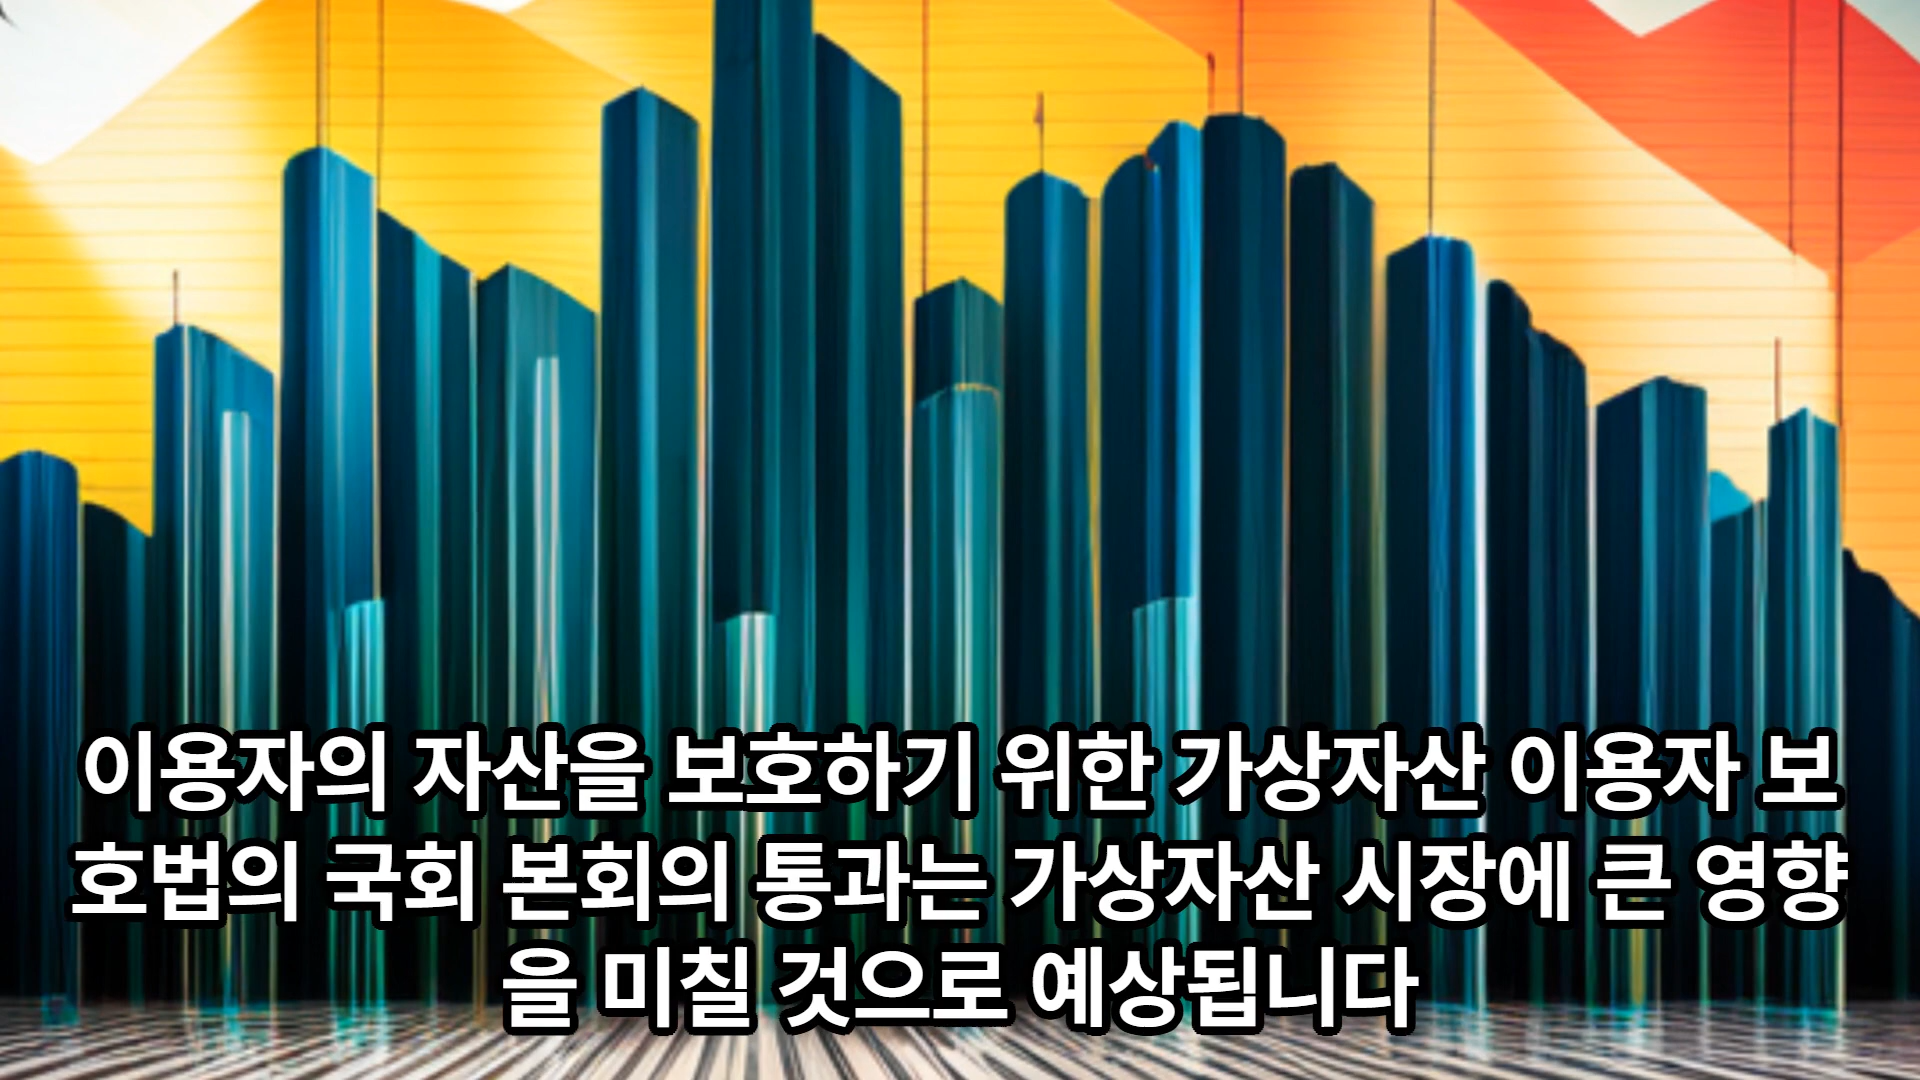 이용자의 자산을 보호하기 위한 가상자산 이용자 보
호법의 국회 본회의 통과는 가상자산 시장에 큰 영향
을 미칠 것으로 예상됩니다